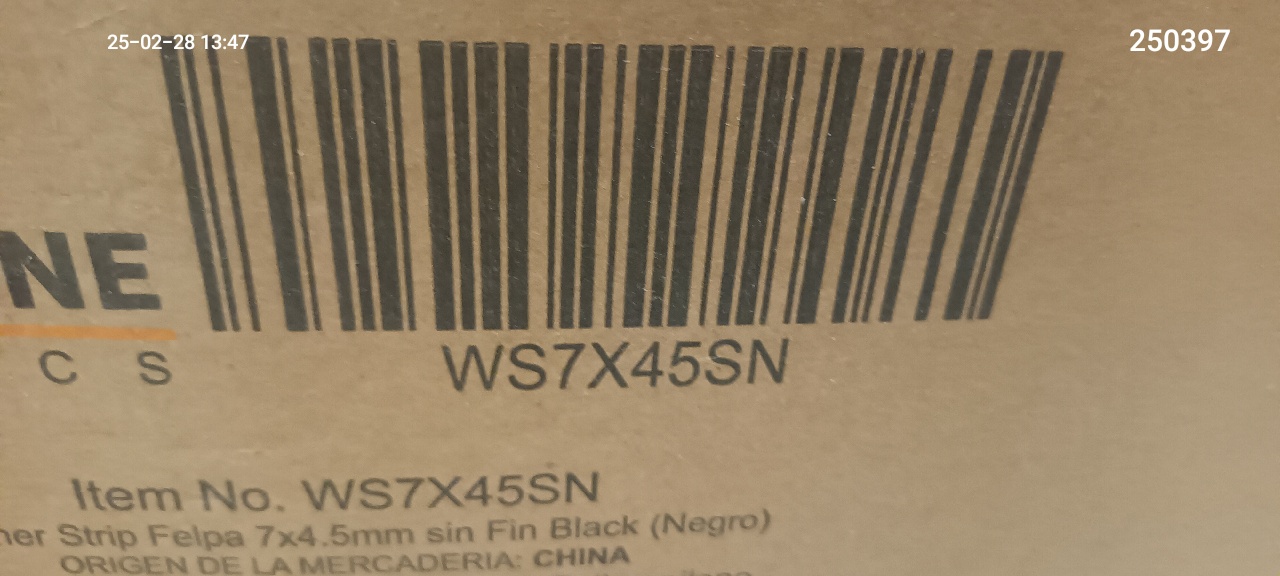 25-02-28 13:47
250397
NE
C S
WS7X45SN
Item No. WS7X45SN
her Strip Felpa 7x4.5mm sin Fin Black (Negro)
ORIGEN DE LA MERCADERIA: CHINA